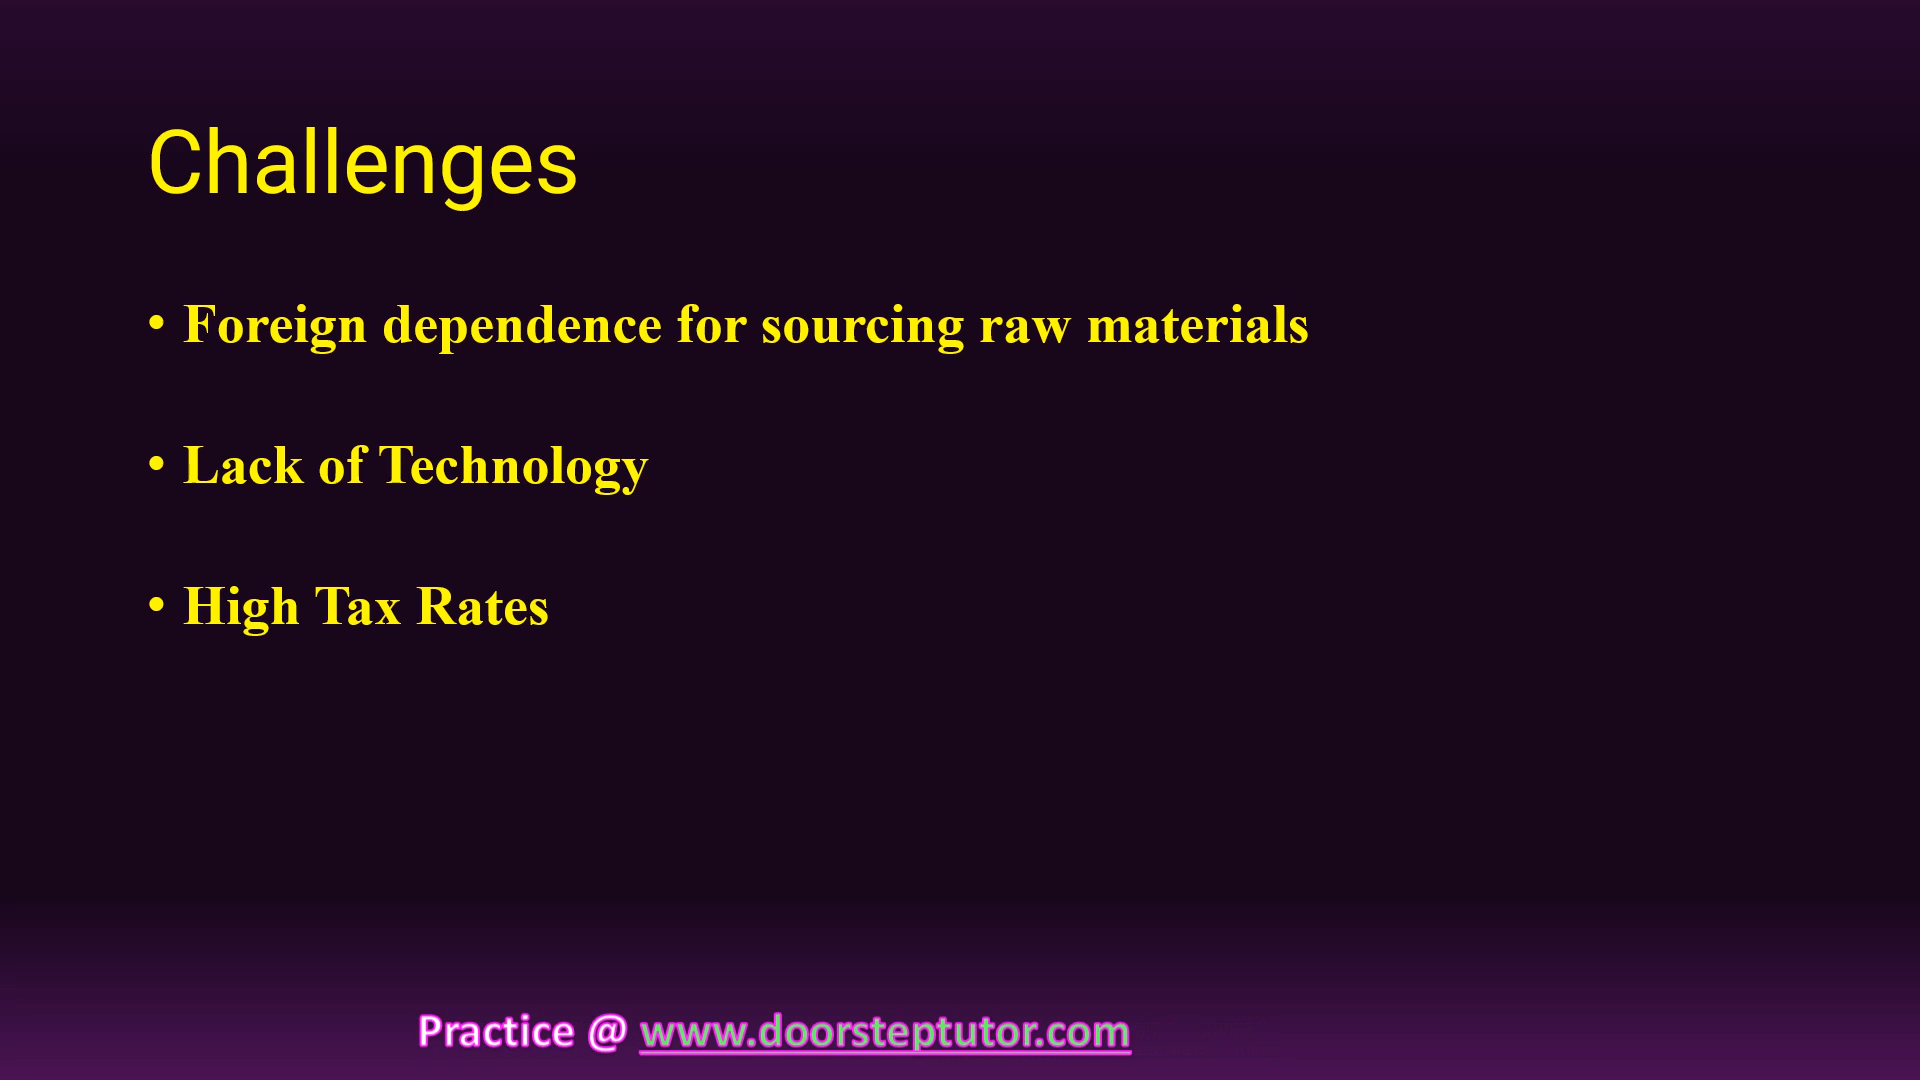 Challenges
• Foreign dependence for sourcing raw materials
• Lack of Technology
• High Tax Rates
Practice @ www.doorsteptutor.com